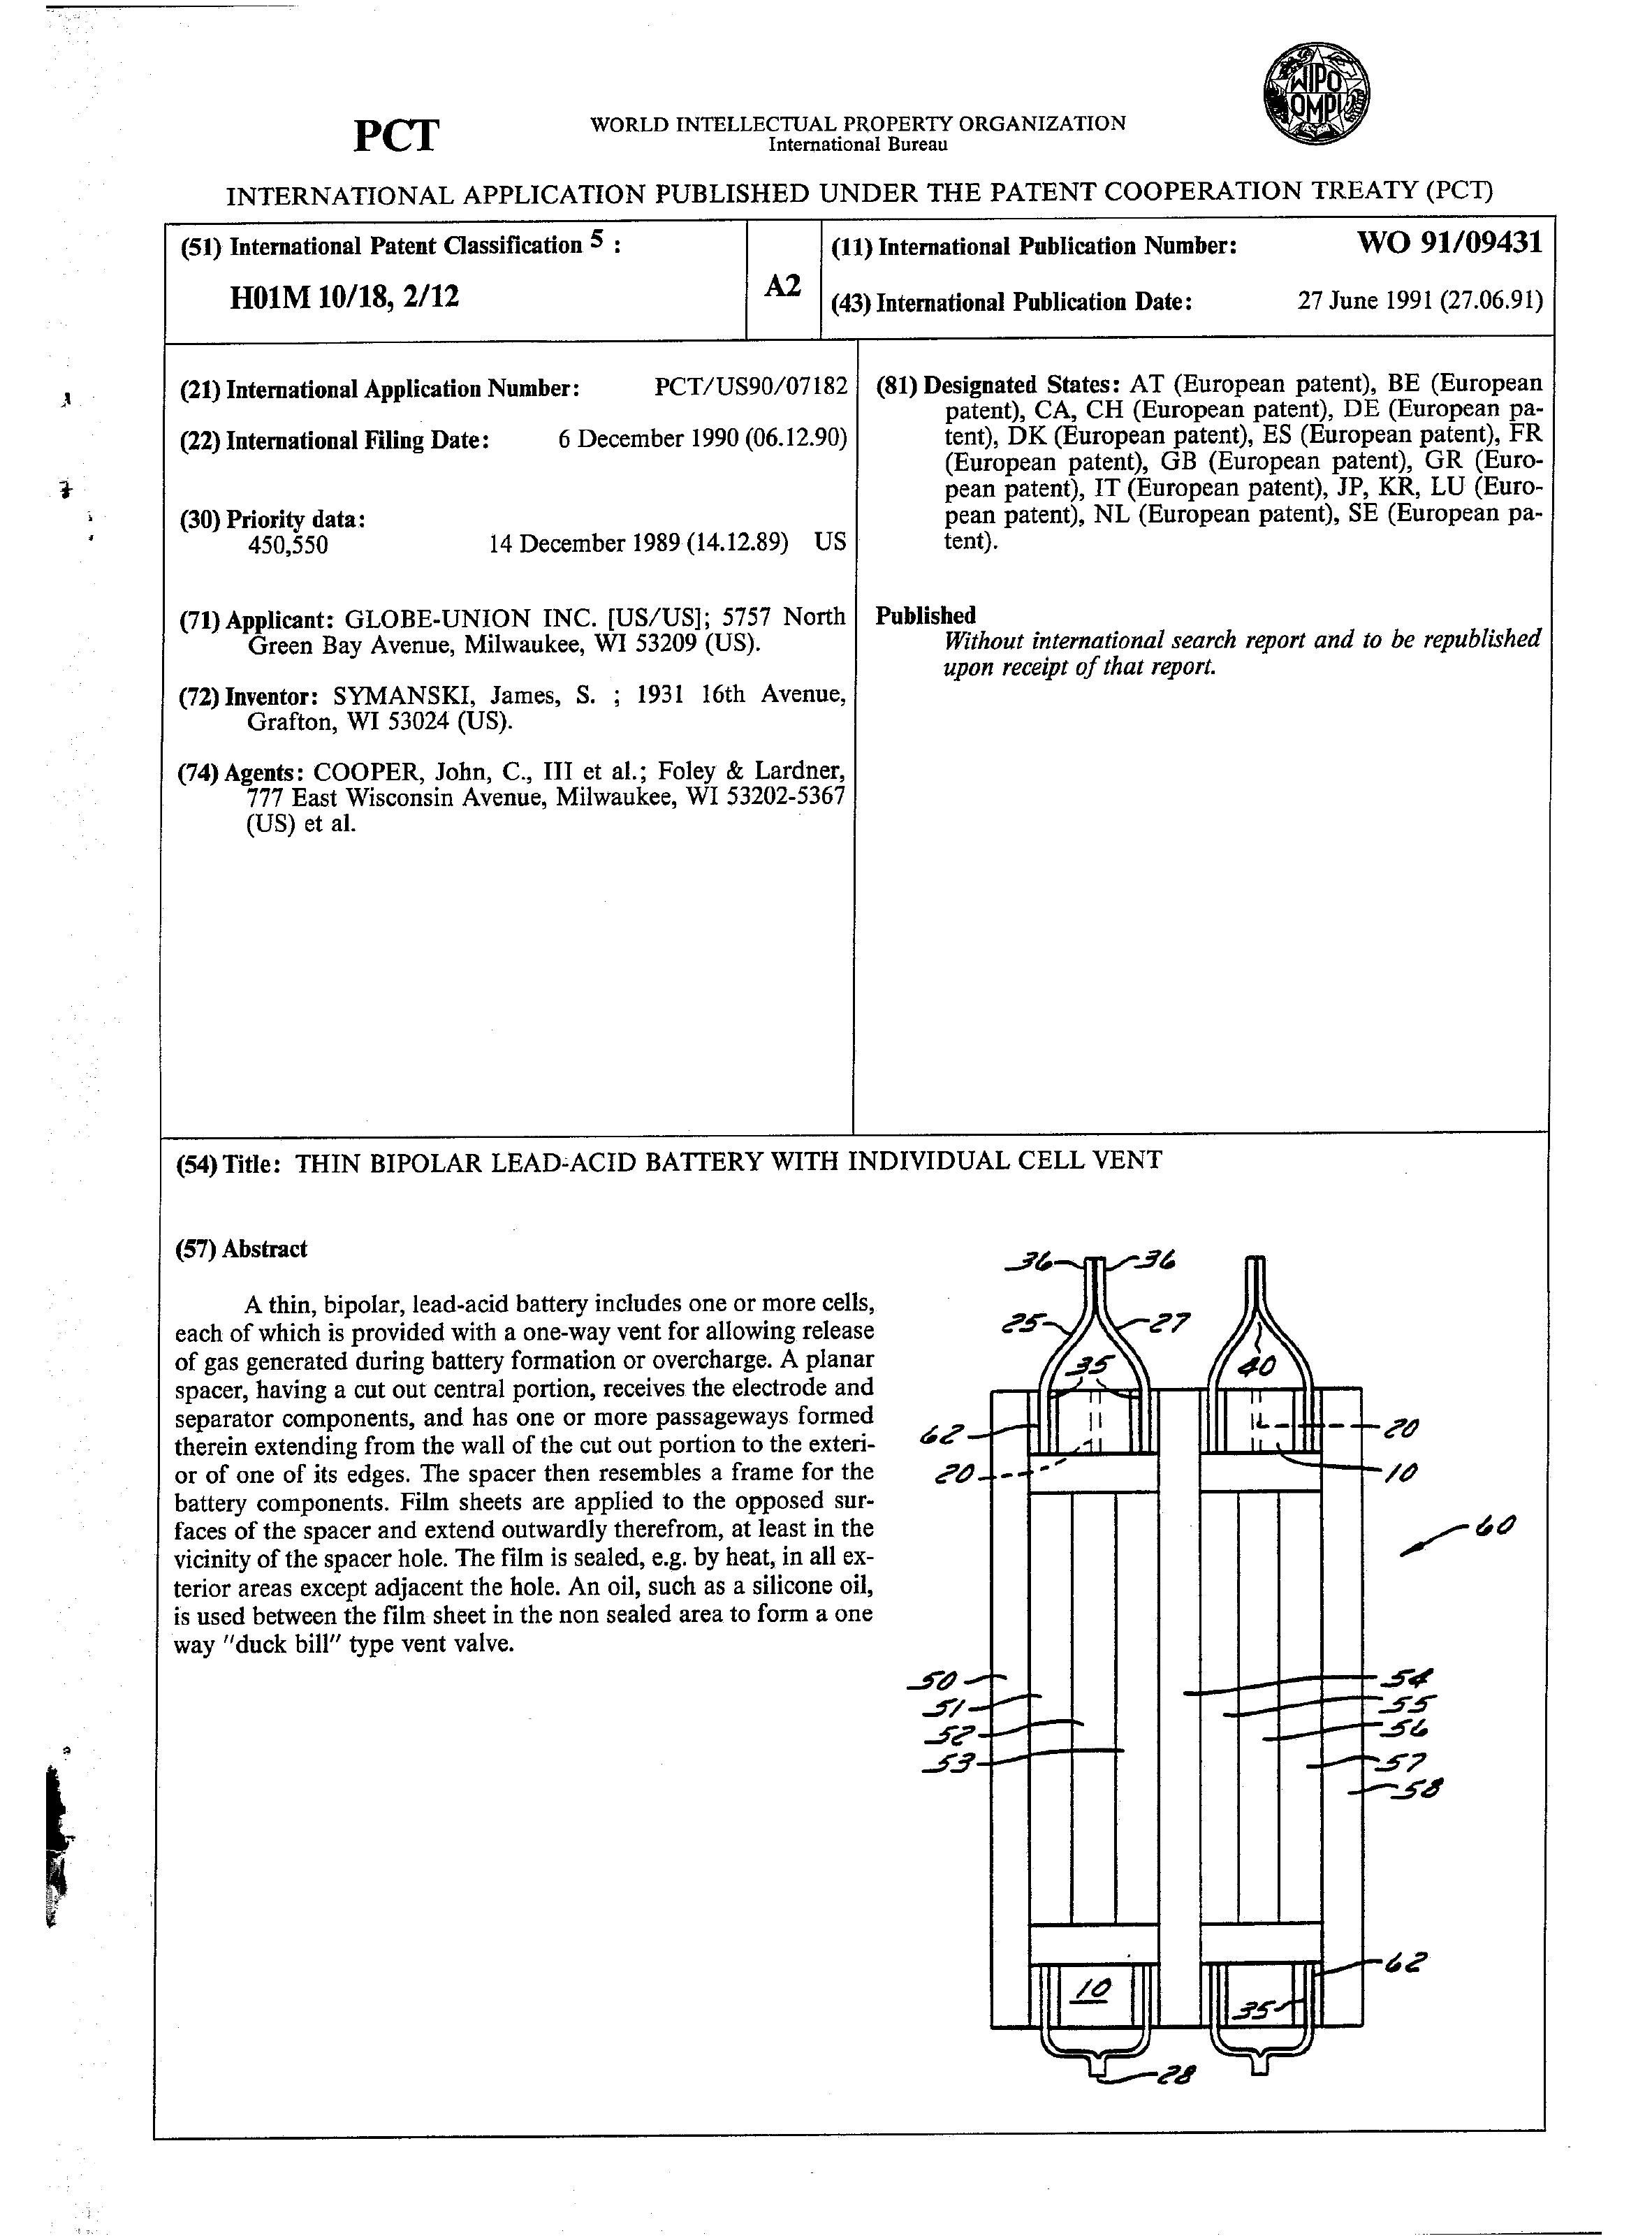 WIPO
OMPI
PCT
WORLD INTELLECTUAL PROPERTY ORGANIZATION
International Bureau
INTERNATIONAL APPLICATION PUBLISHED UNDER THE PATENT COOPERATION TREATY (PCT)
(51) International Patent Classification 5 :
H01M 10/18, 2/12
A2
(11) International Publication Number: WO 91/09431
(43) International Publication Date: 27 June 1991 (27.06.91)
(21) International Application Number: PCT/US90/07182
(22) International Filing Date: 6 December 1990 (06.12.90)
(30) Priority data:
450,550 14 December 1989 (14.12.89) US
(71) Applicant: GLOBE-UNION INC. [US/US]; 5757 North
Green Bay Avenue, Milwaukee, WI 53209 (US).
(72) Inventor: SYMANSKI, James, S. ; 1931 16th Avenue,
Grafton, WI 53024 (US).
(74) Agents: COOPER, John, C., III et al.; Foley & Lardner,
777 East Wisconsin Avenue, Milwaukee, WI 53202-5367
(US) et al.
(81) Designated States: AT (European patent), BE (European
patent), CA, CH (European patent), DE (European pa-
tent), DK (European patent), ES (European patent), FR
(European patent), GB (European patent), GR (Euro-
pean patent), IT (European patent), JP, KR, LU (Euro-
pean patent), NL (European patent), SE (European pa-
tent).
Published
Without international search report and to be republished
upon receipt of that report.
(54) Title: THIN BIPOLAR LEAD-ACID BATTERY WITH INDIVIDUAL CELL VENT
(57) Abstract
A thin, bipolar, lead-acid battery includes one or more cells,
each of which is provided with a one-way vent for allowing release
of gas generated during battery formation or overcharge. A planar
spacer, having a cut out central portion, receives the electrode and
separator components, and has one or more passageways formed
therein extending from the wall of the cut out portion to the exteri-
or of one of its edges. The spacer then resembles a frame for the
battery components. Film sheets are applied to the opposed sur-
faces of the spacer and extend outwardly therefrom, at least in the
vicinity of the spacer hole. The film is sealed, e.g. by heat, in all ex-
terior areas except adjacent the hole. An oil, such as a silicone oil,
is used between the film sheet in the non sealed area to form a one
way "duck bill" type vent valve.
36 36
25 27
35 40
62 20
20 10
60
50 54
51 55
52 56
53 57
58
62
10 35
28